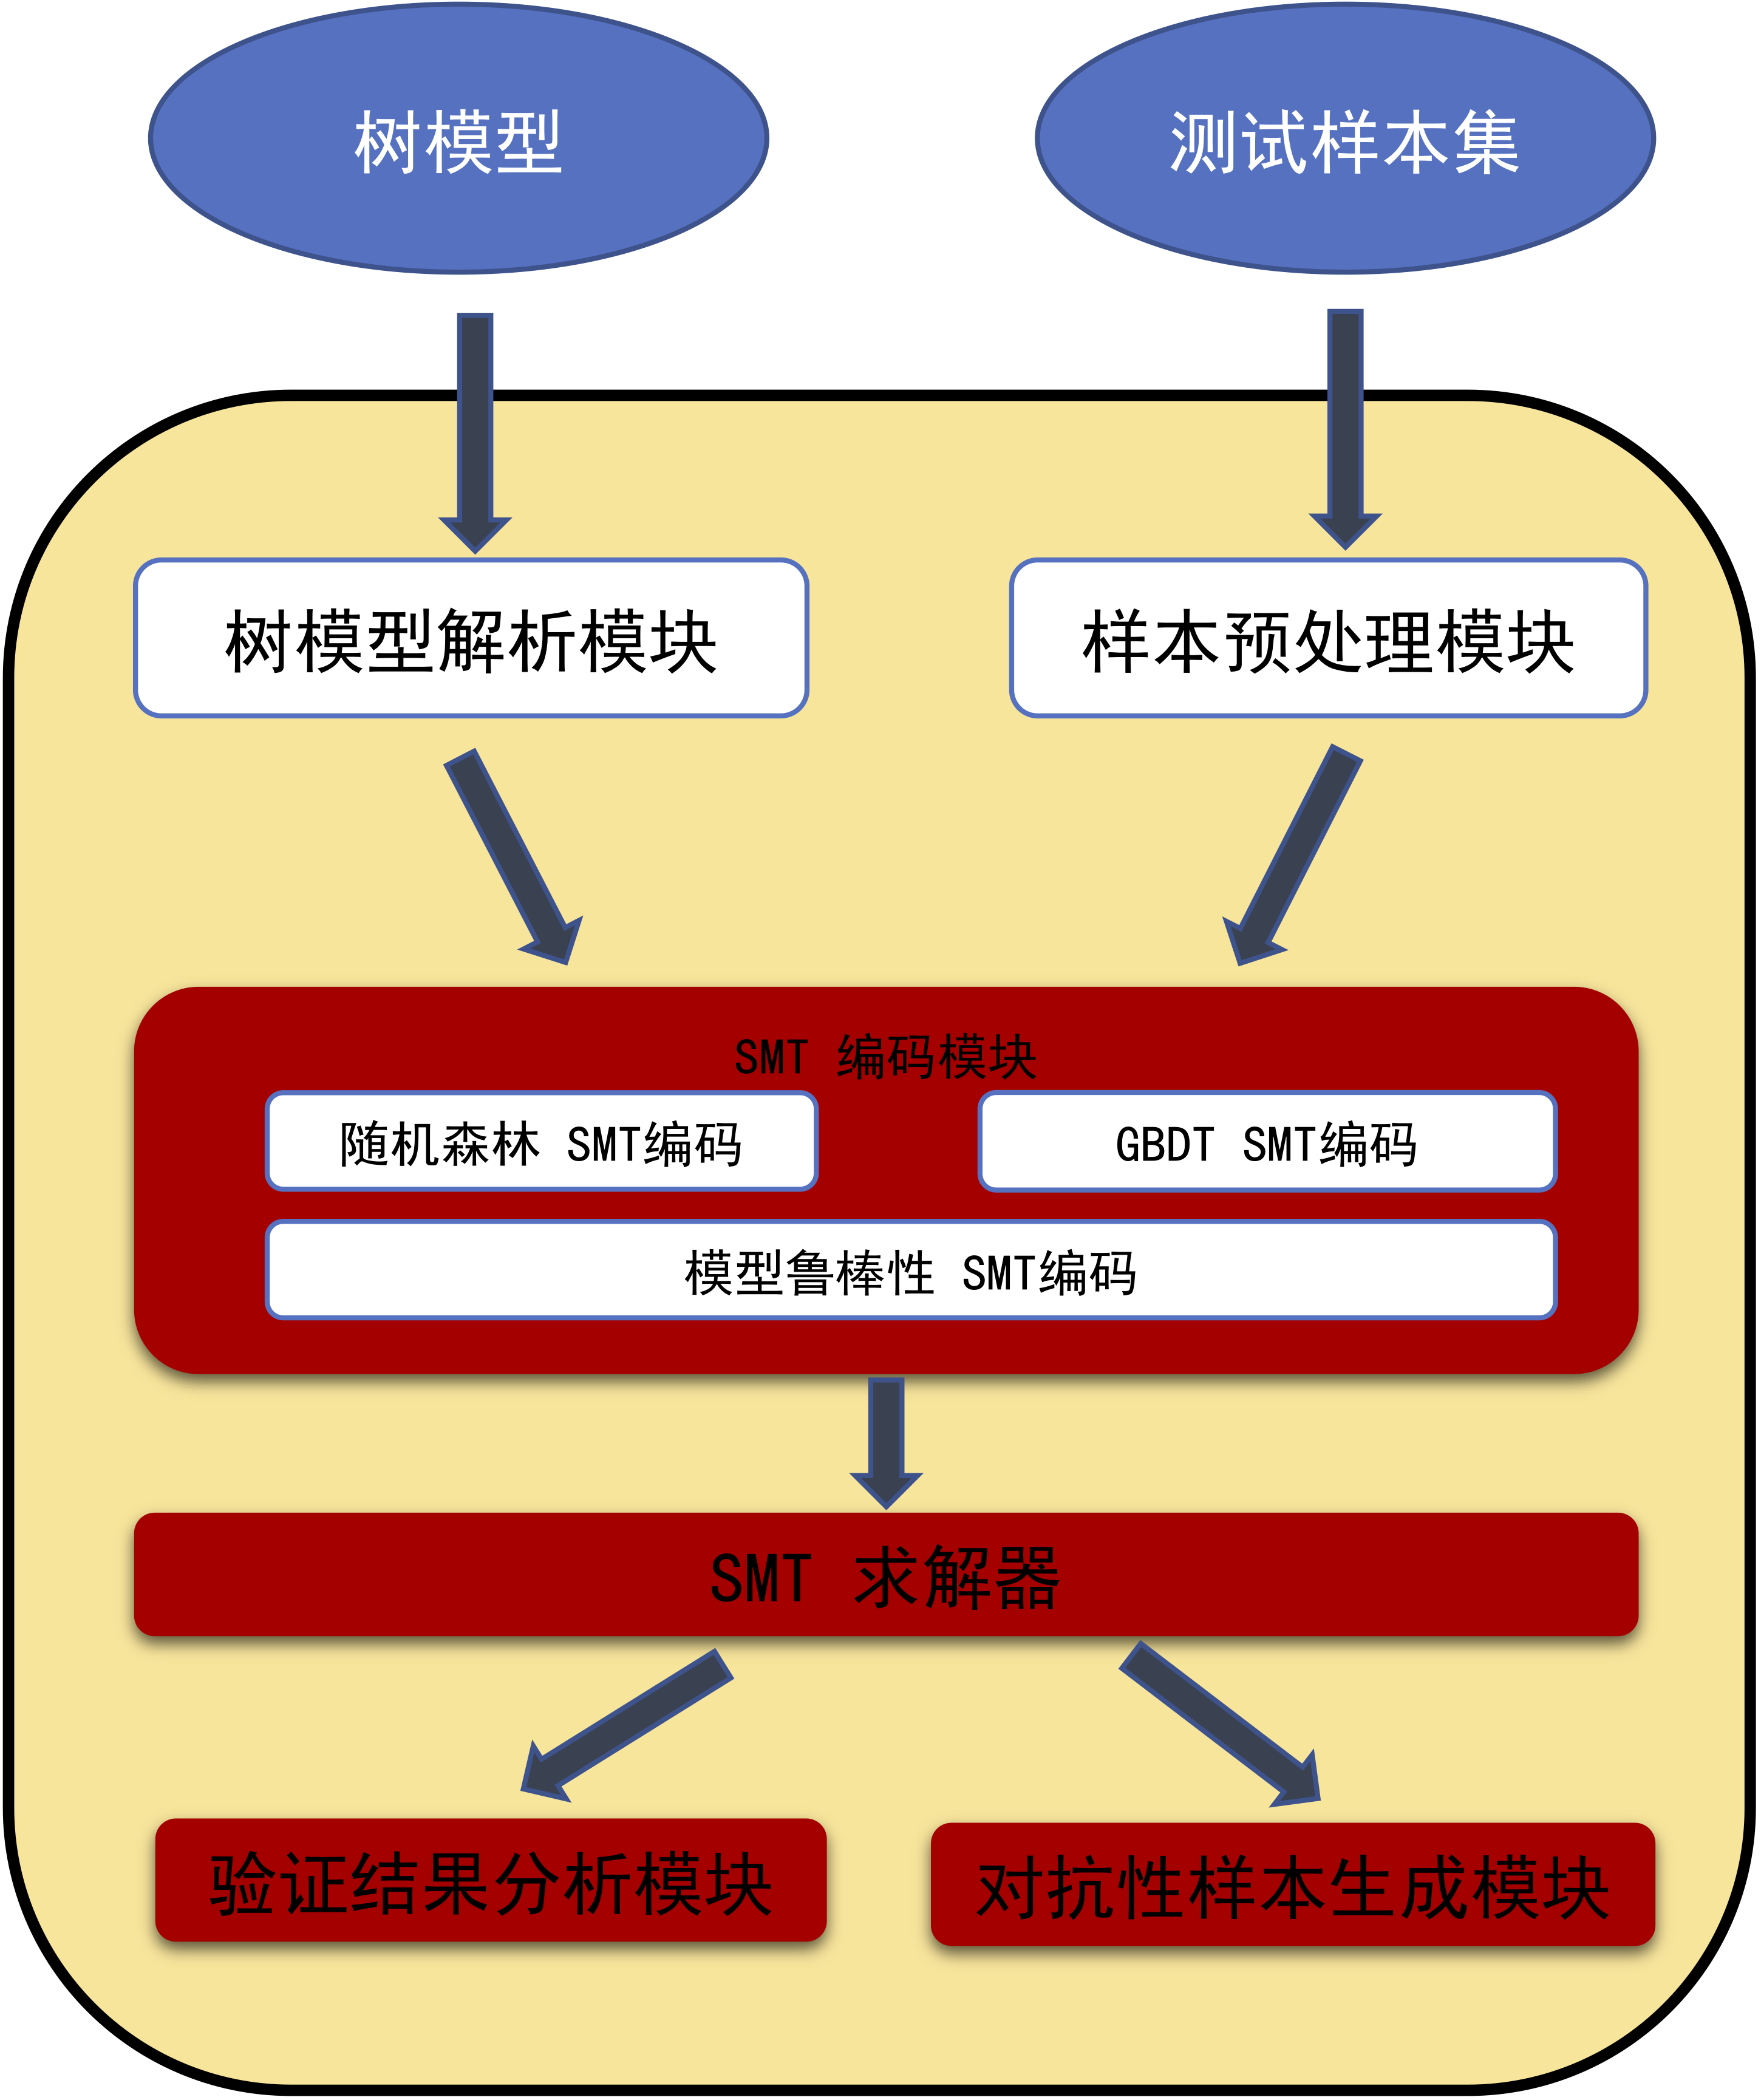 树模型
测试样本集
树模型解析模块
样本预处理模块
SMT 编码模块
随机森林 SMT编码
GBDT SMT编码
模型鲁棒性 SMT编码
SMT 求解器
验证结果分析模块
对抗性样本生成模块